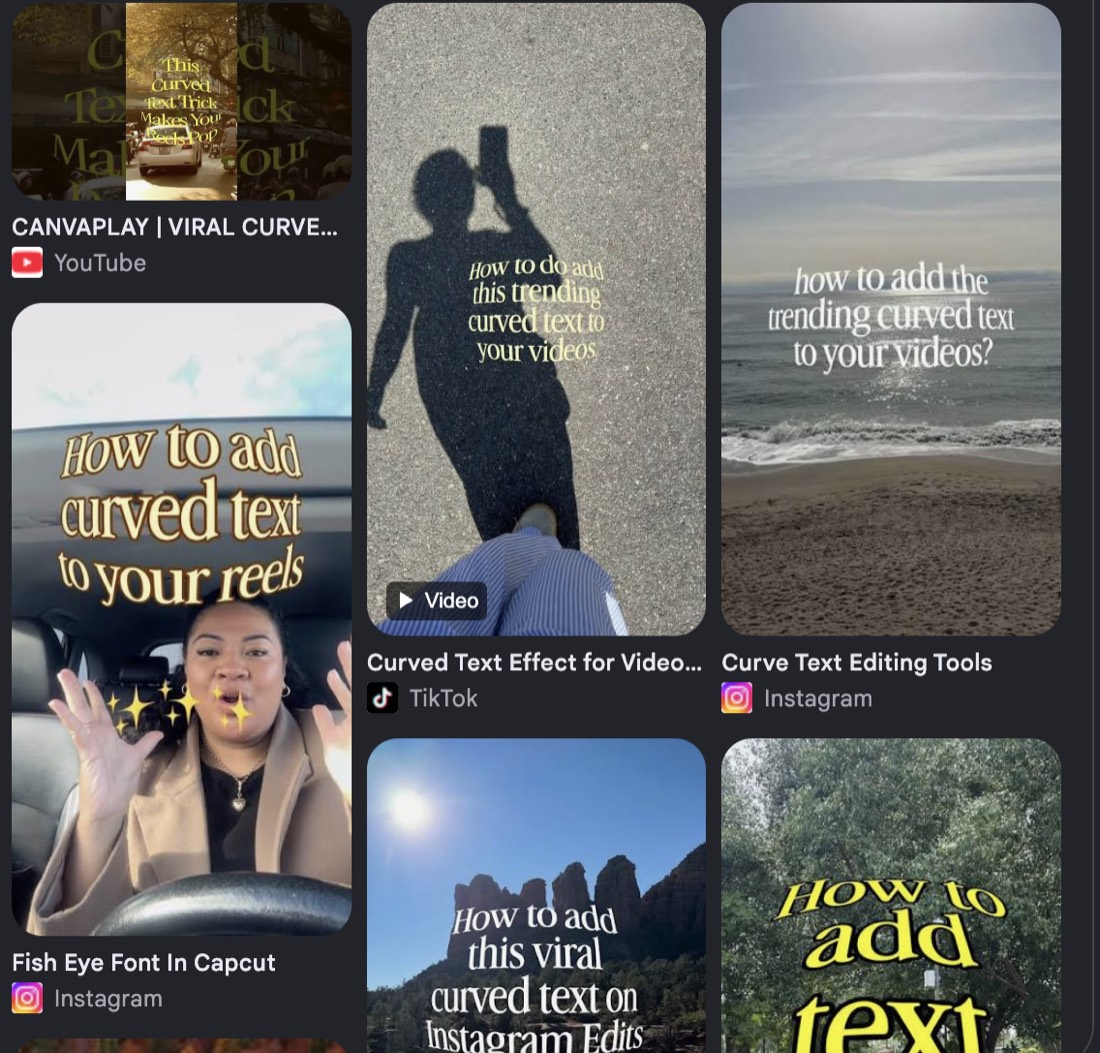 This
Curved
Text Trick
Makes Your
Reels Pop
CANVAPLAY | VIRAL CURVE...
YouTube
How to add
curved text
to your reels
Fish Eye Font In Capcut
Instagram
How to do add
this trending
curved text to
your videos
Video
Curved Text Effect for Video...
TikTok
how to add the
trending curved text
to your videos?
Curve Text Editing Tools
Instagram
How to add
this viral
curved text on
Instagram Edits
How to
add
text